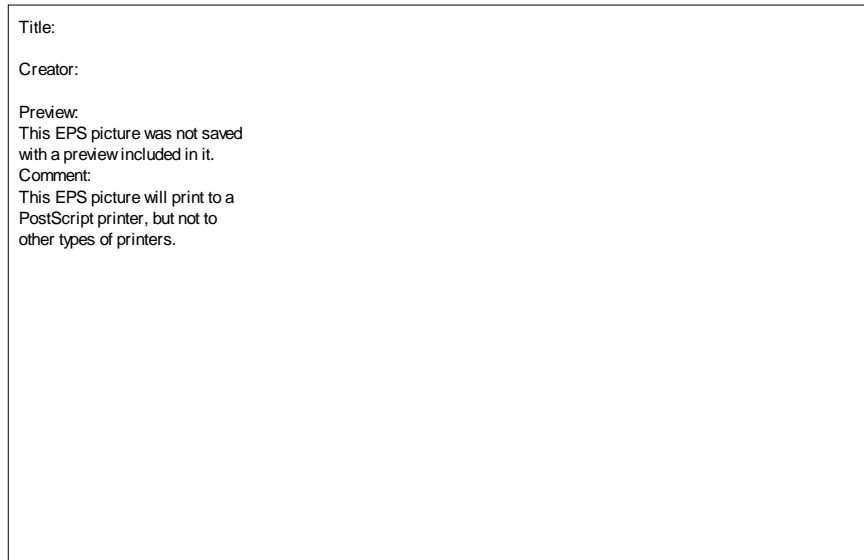 Title:
Creator:
Preview:
This EPS picture was not saved
with a preview included in it.
Comment:
This EPS picture will print to a
PostScript printer, but not to
other types of printers.